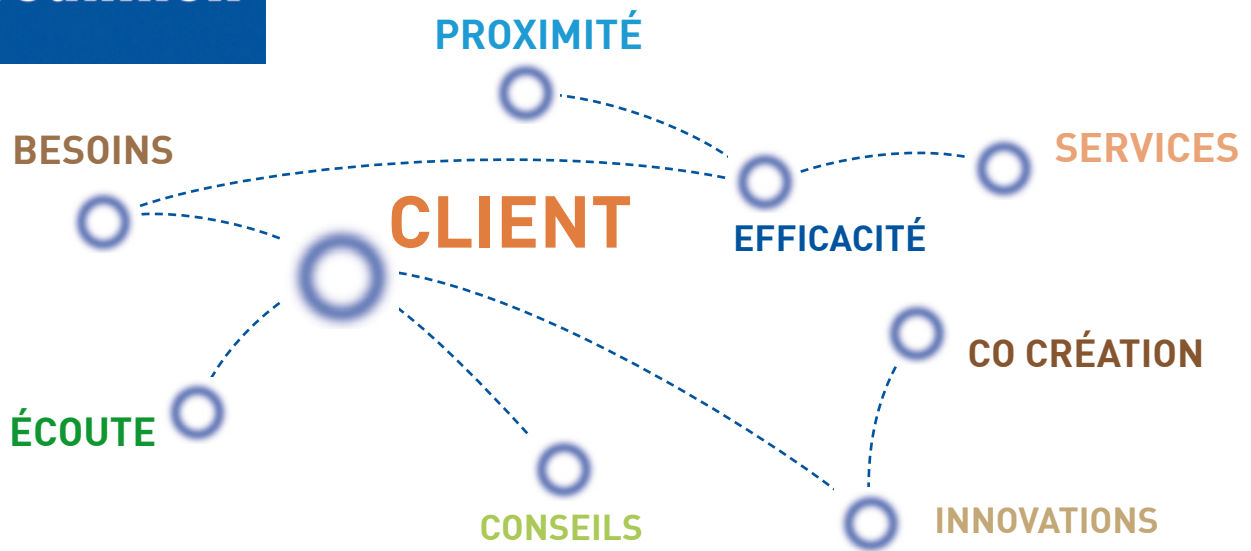 PROXIMITÉ
BESOINS
SERVICES
CLIENT
EFFICACITÉ
CO CRÉATION
ÉCOUTE
CONSEILS
INNOVATIONS